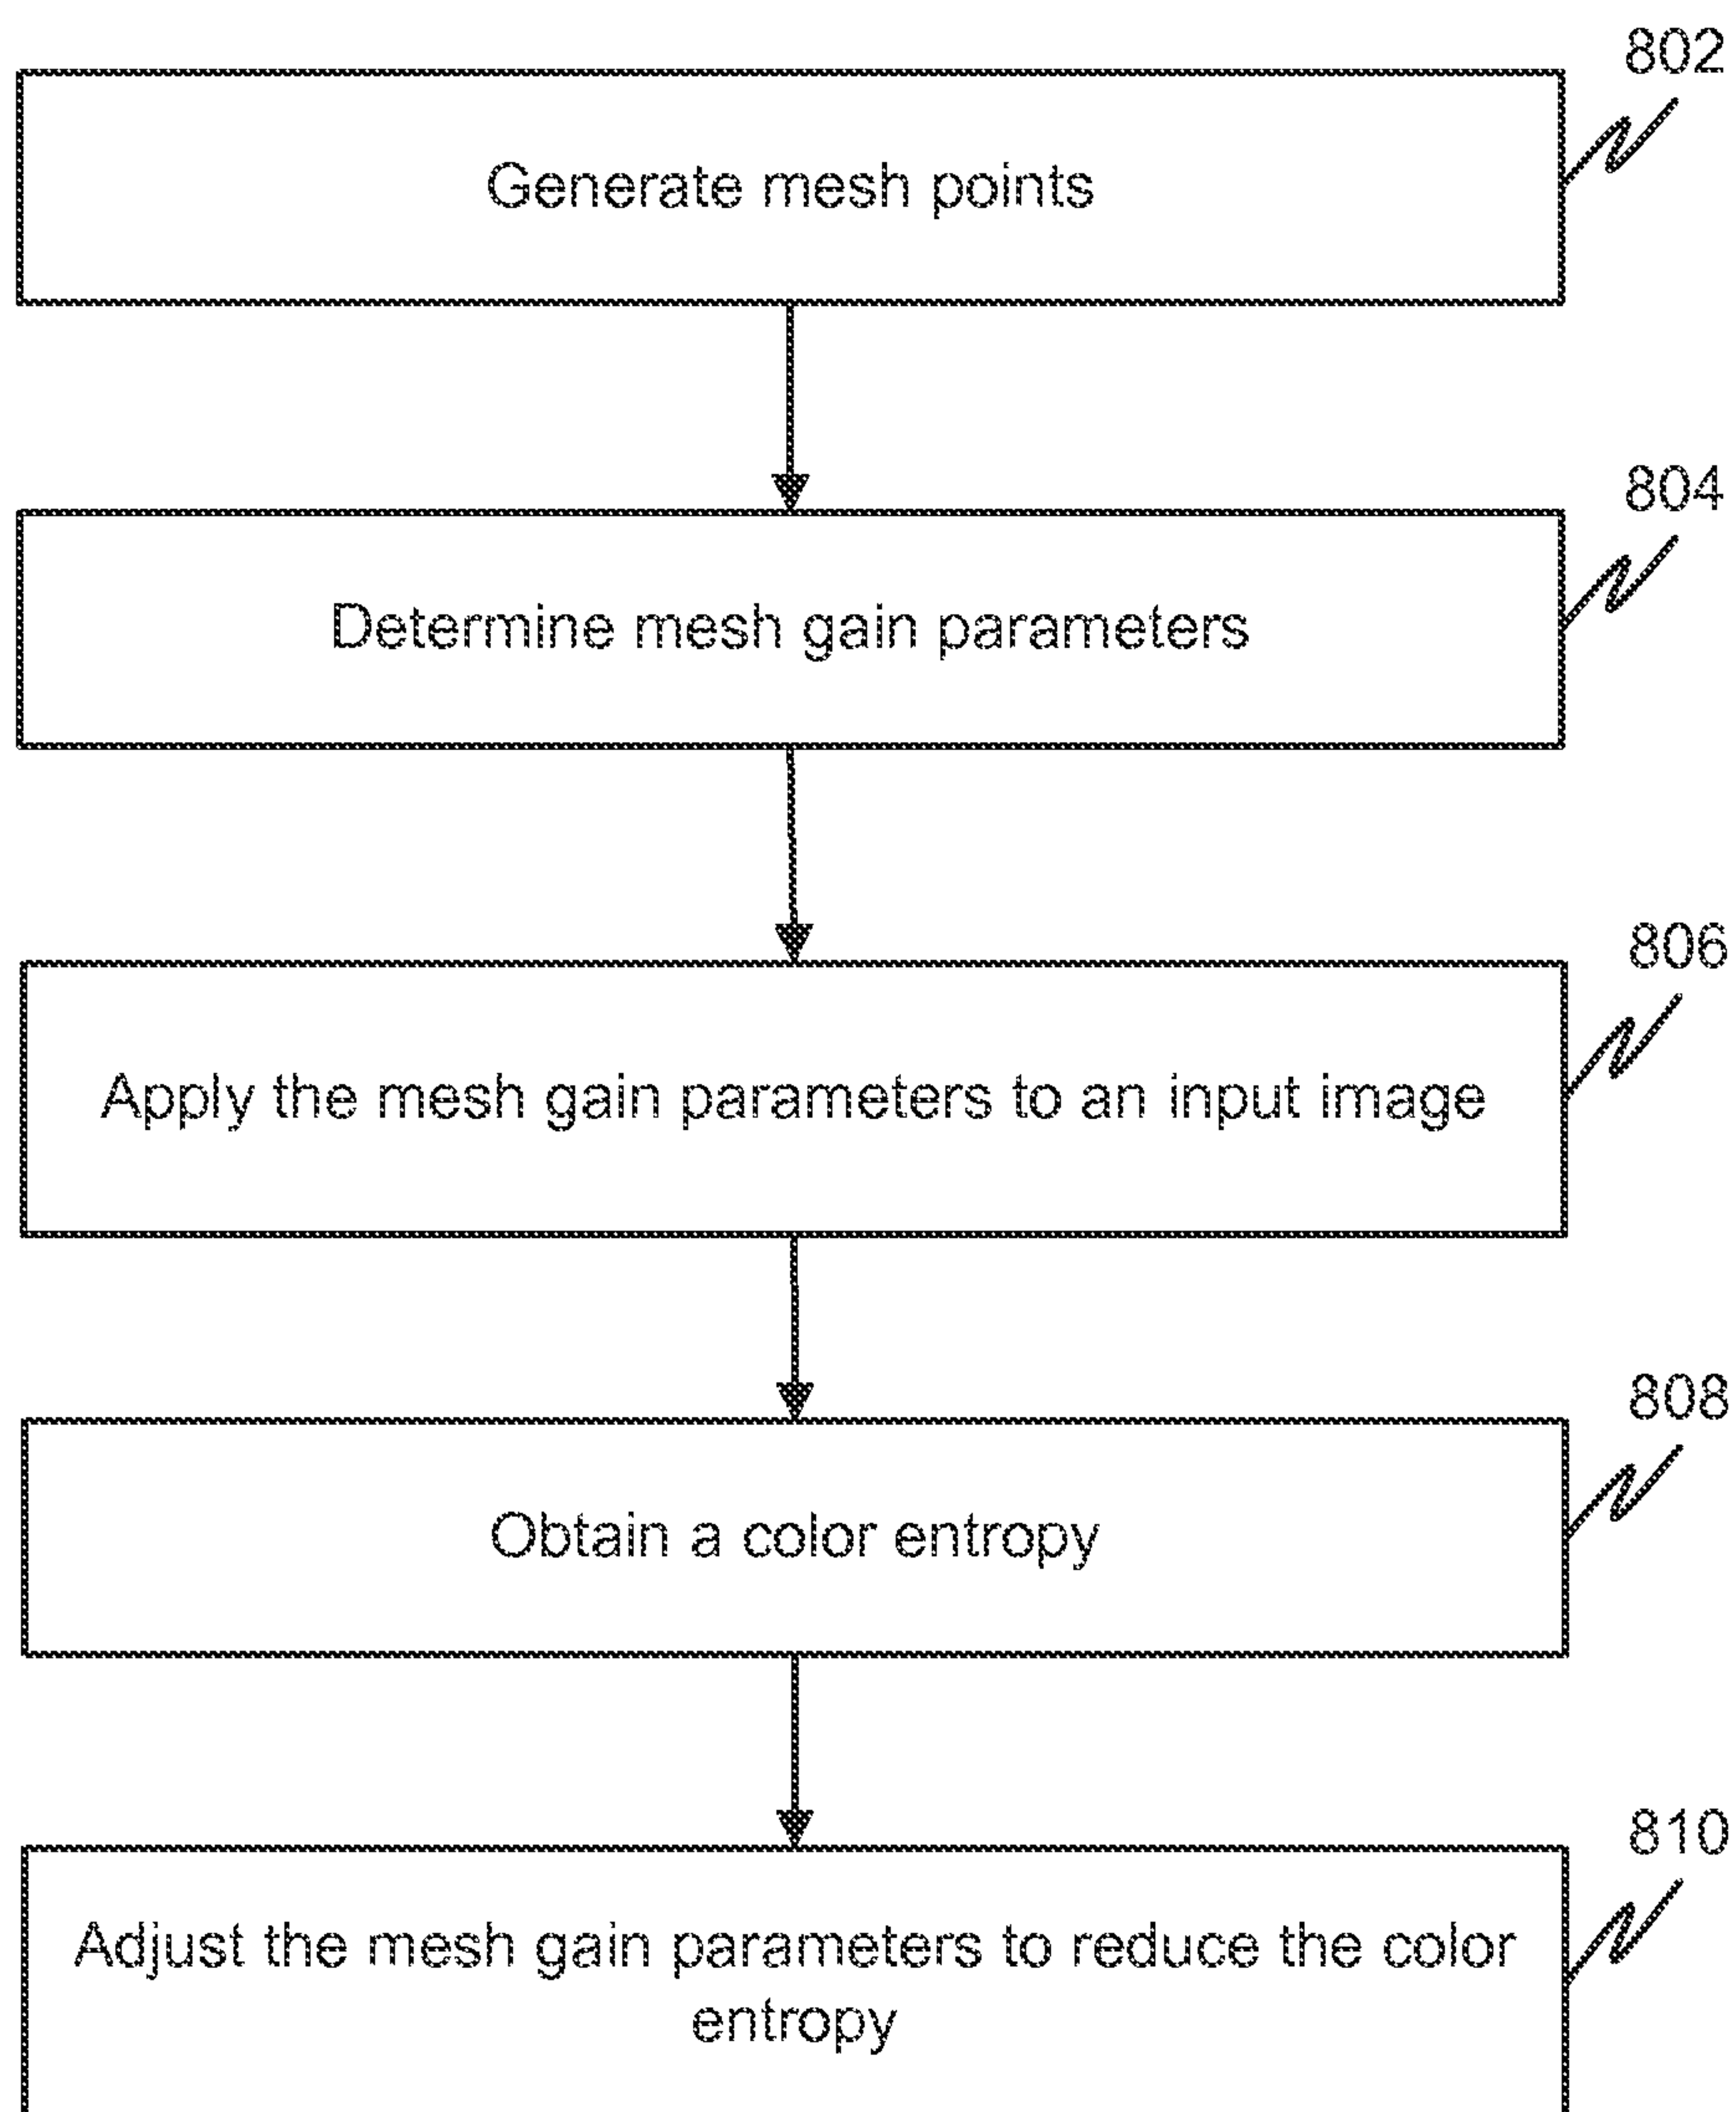 802
Generate mesh points
804
Determine mesh gain parameters
806
Apply the mesh gain parameters to an input image
808
Obtain a color entropy
810
Adjust the mesh gain parameters to reduce the color
entropy